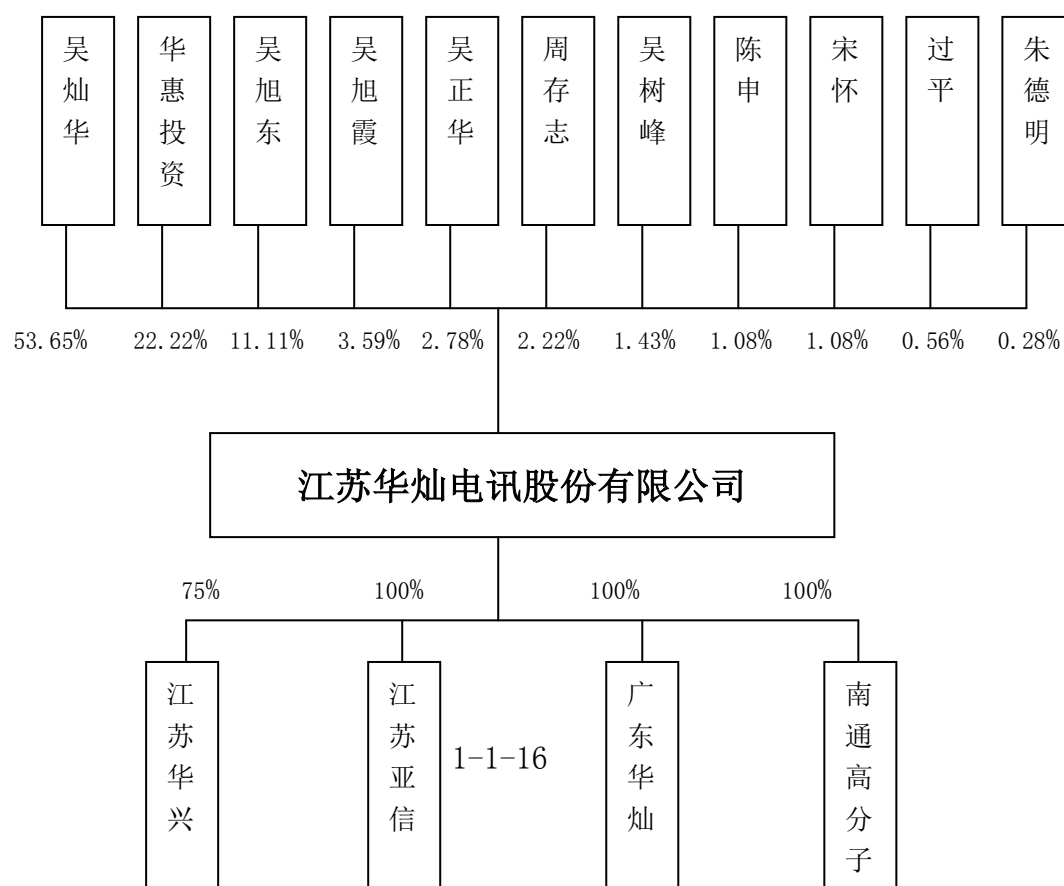 吴灿华
华惠投资
吴旭东
吴旭霞
吴正华
周存志
吴树峰
陈申
宋怀
过平
朱德明
53.65% 22.22% 11.11% 3.59% 2.78% 2.22% 1.43% 1.08% 1.08% 0.56% 0.28%
江苏华灿电讯股份有限公司
75% 100% 100% 100%
江苏华兴
江苏亚信
1-1-16
广东华灿
南通高分子